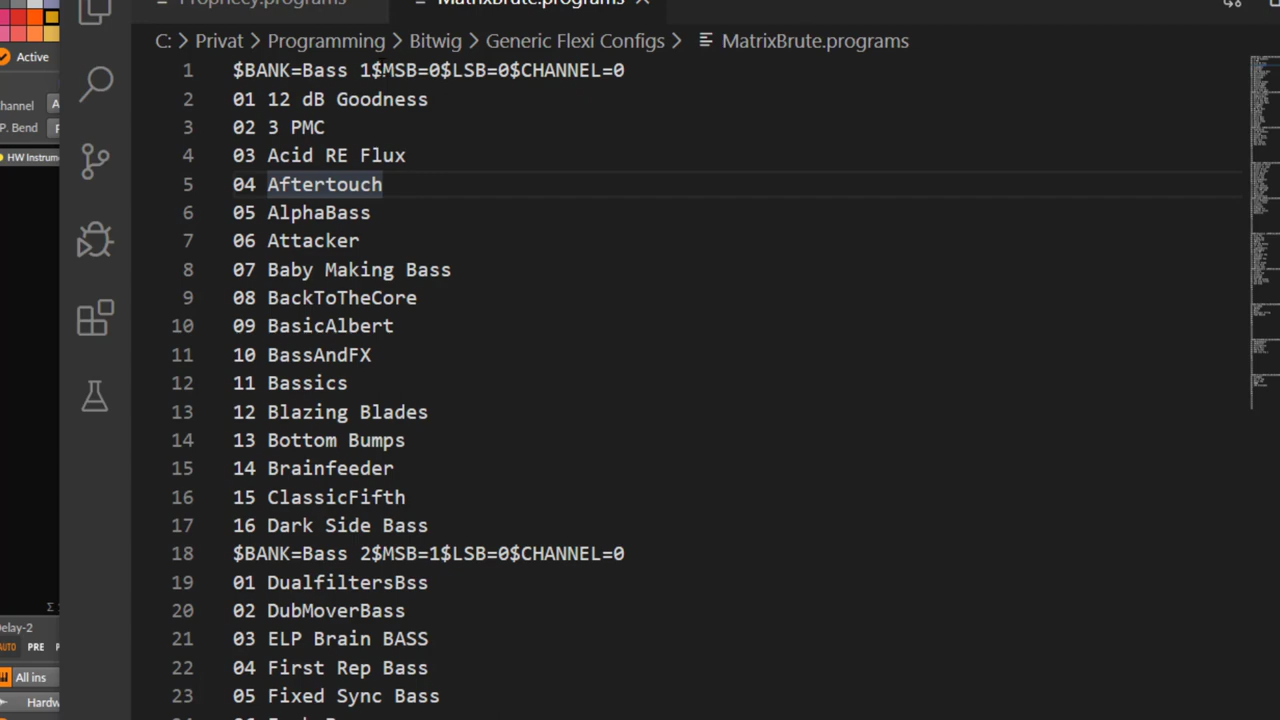 Prophecy.programs
MatrixBrute.programs
C: > Privat > Programming > Bitwig > Generic Flexi Configs > MatrixBrute.programs
Active
1 $BANK=Bass 1$MSB=0$LSB=0$CHANNEL=0
2 01 12 dB Goodness
3 02 3 PMC
4 03 Acid RE Flux
5 04 Aftertouch
6 05 AlphaBass
7 06 Attacker
8 07 Baby Making Bass
9 08 BackToTheCore
10 09 BasicAlbert
11 10 BassAndFX
12 11 Bassics
13 12 Blazing Blades
14 13 Bottom Bumps
15 14 Brainfeeder
16 15 ClassicFifth
17 16 Dark Side Bass
18 $BANK=Bass 2$MSB=1$LSB=0$CHANNEL=0
19 01 DualfiltersBss
20 02 DubMoverBass
21 03 ELP Brain BASS
22 04 First Rep Bass
23 05 Fixed Sync Bass
P. Bend
AUTO PRE
All ins